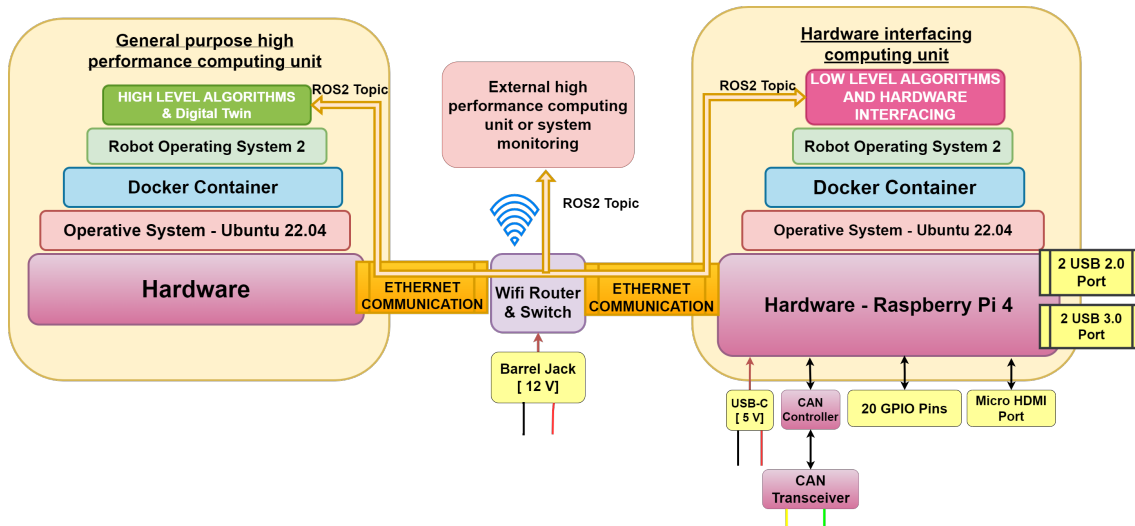 General purpose high
performance computing unit
ROS2 Topic
HIGH LEVEL ALGORITHMS
& Digital Twin
Robot Operating System 2
Docker Container
Operative System - Ubuntu 22.04
Hardware
ETHERNET
COMMUNICATION
External high
performance computing
unit or system
monitoring
ROS2 Topic
Wifi Router
& Switch
Barrel Jack
[ 12 V]
ETHERNET
COMMUNICATION
Hardware interfacing
computing unit
ROS2 Topic
LOW LEVEL ALGORITHMS
AND HARDWARE
INTERFACING
Robot Operating System 2
Docker Container
Operative System - Ubuntu 22.04
Hardware - Raspberry Pi 4
2 USB 2.0
Port
2 USB 3.0
Port
USB-C
[ 5 V]
CAN
Controller
20 GPIO Pins
Micro HDMI
Port
CAN
Transceiver